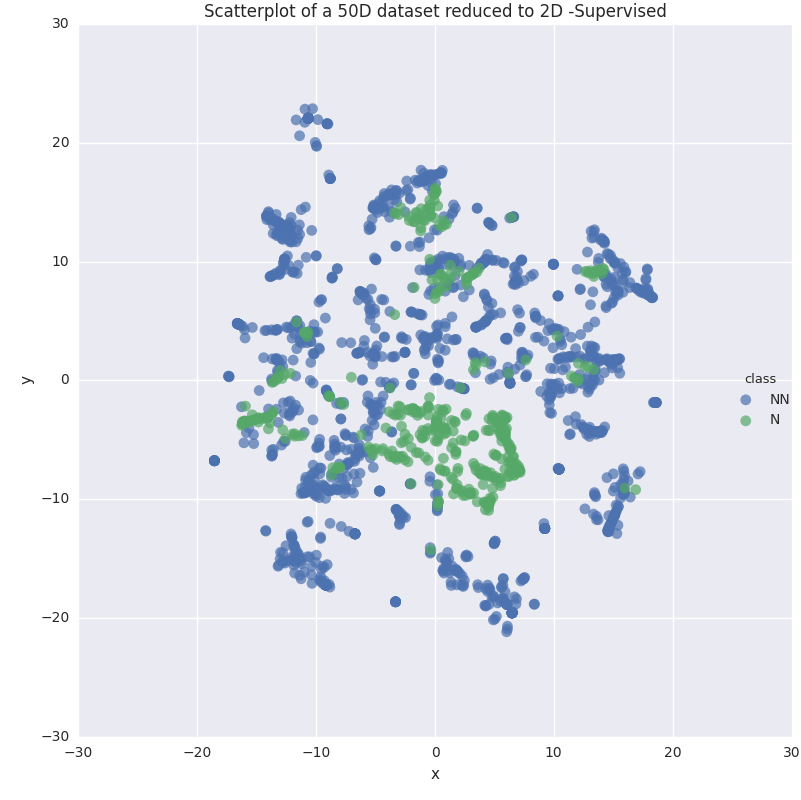 Scatterplot of a 50D dataset reduced to 2D -Supervised
30
20
10
0
−10
−20
−30
y
−30 −20 −10 0 10 20 30
x
class
NN
N